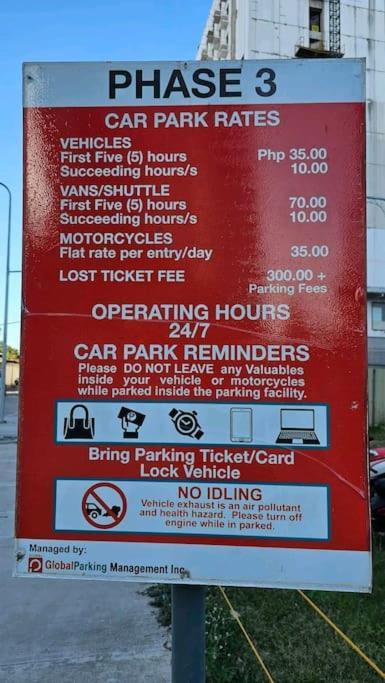 PHASE 3
CAR PARK RATES
VEHICLES
First Five (5) hours Php 35.00
Succeeding hours/s 10.00
VANS/SHUTTLE
First Five (5) hours 70.00
Succeeding hours/s 10.00
MOTORCYCLES
Flat rate per entry/day 35.00
LOST TICKET FEE 300.00 +
Parking Fees
OPERATING HOURS
24/7
CAR PARK REMINDERS
Please DO NOT LEAVE any Valuables
inside your vehicle or motorcycles
while parked inside the parking facility.
Bring Parking Ticket/Card
Lock Vehicle
NO IDLING
Vehicle exhaust is an air pollutant
and health hazard. Please turn off
engine while in parked.
Managed by:
GlobalParking Management Inc.